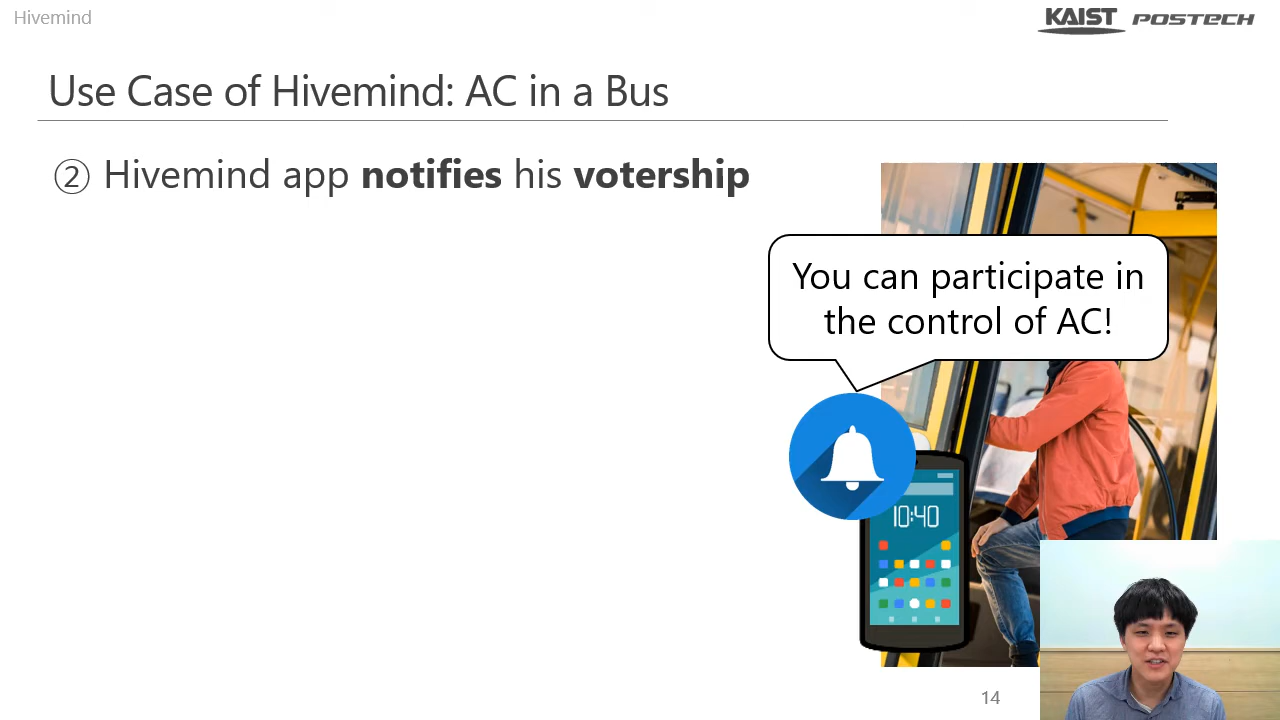 Hivemind
KAIST POSTECH
Use Case of Hivemind: AC in a Bus
② Hivemind app notifies his votership
You can participate in
the control of AC!
10:40
14